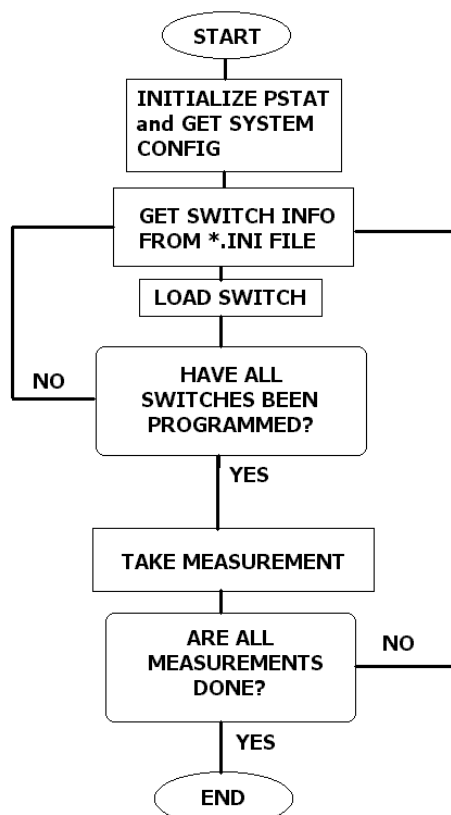 START
INITIALIZE PSTAT
and GET SYSTEM
CONFIG
GET SWITCH INFO
FROM *.INI FILE
LOAD SWITCH
NO
HAVE ALL
SWITCHES BEEN
PROGRAMMED?
YES
TAKE MEASUREMENT
ARE ALL
MEASUREMENTS
DONE?
NO
YES
END